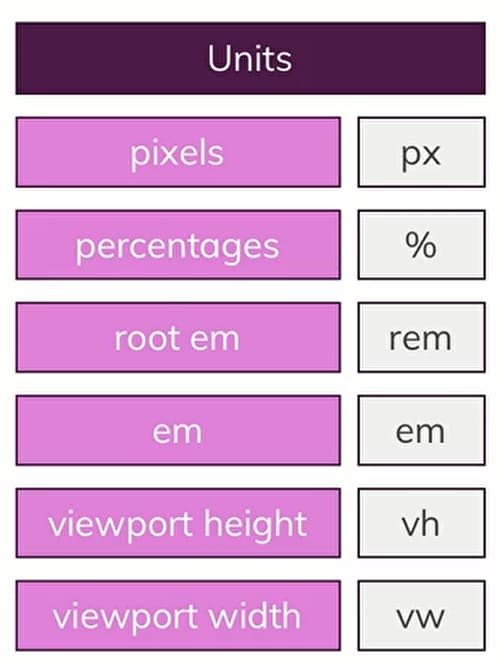 Units
pixels px
percentages %
root em rem
em em
viewport height vh
viewport width vw